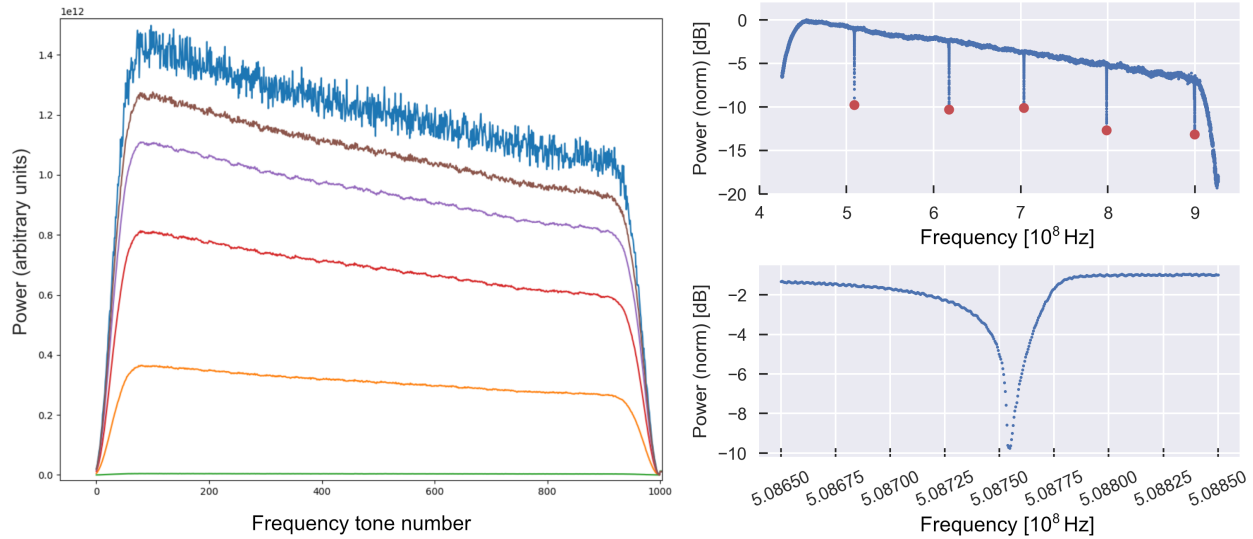 1e12
1.4
1.2
1.0
0.8
0.6
0.4
0.2
0.0
Power (arbitrary units)
0 200 400 600 800 1000
Frequency tone number
0
−5
−10
−15
−20
Power (norm) [dB]
4 5 6 7 8 9
Frequency [10⁸ Hz]
−2
−4
−6
−8
−10
Power (norm) [dB]
5.08650 5.08675 5.08700 5.08725 5.08750 5.08775 5.08800 5.08825 5.08850
Frequency [10⁸ Hz]